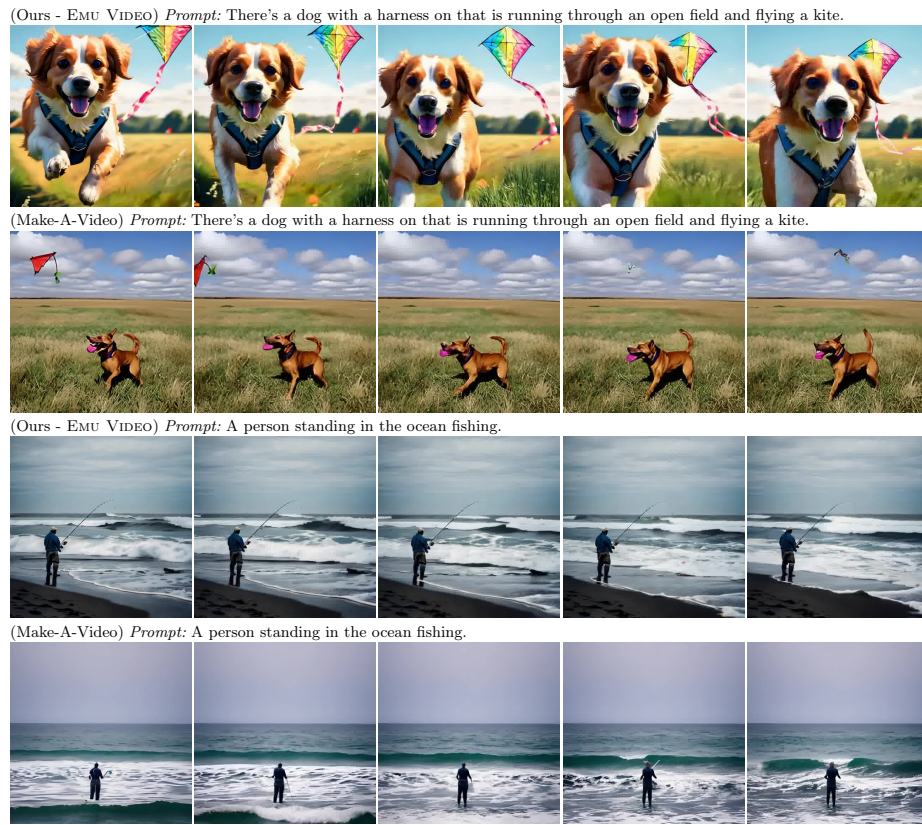 (Ours - EMU VIDEO) Prompt: There's a dog with a harness on that is running through an open field and flying a kite.
(Make-A-Video) Prompt: There's a dog with a harness on that is running through an open field and flying a kite.
(Ours - EMU VIDEO) Prompt: A person standing in the ocean fishing.
(Make-A-Video) Prompt: A person standing in the ocean fishing.